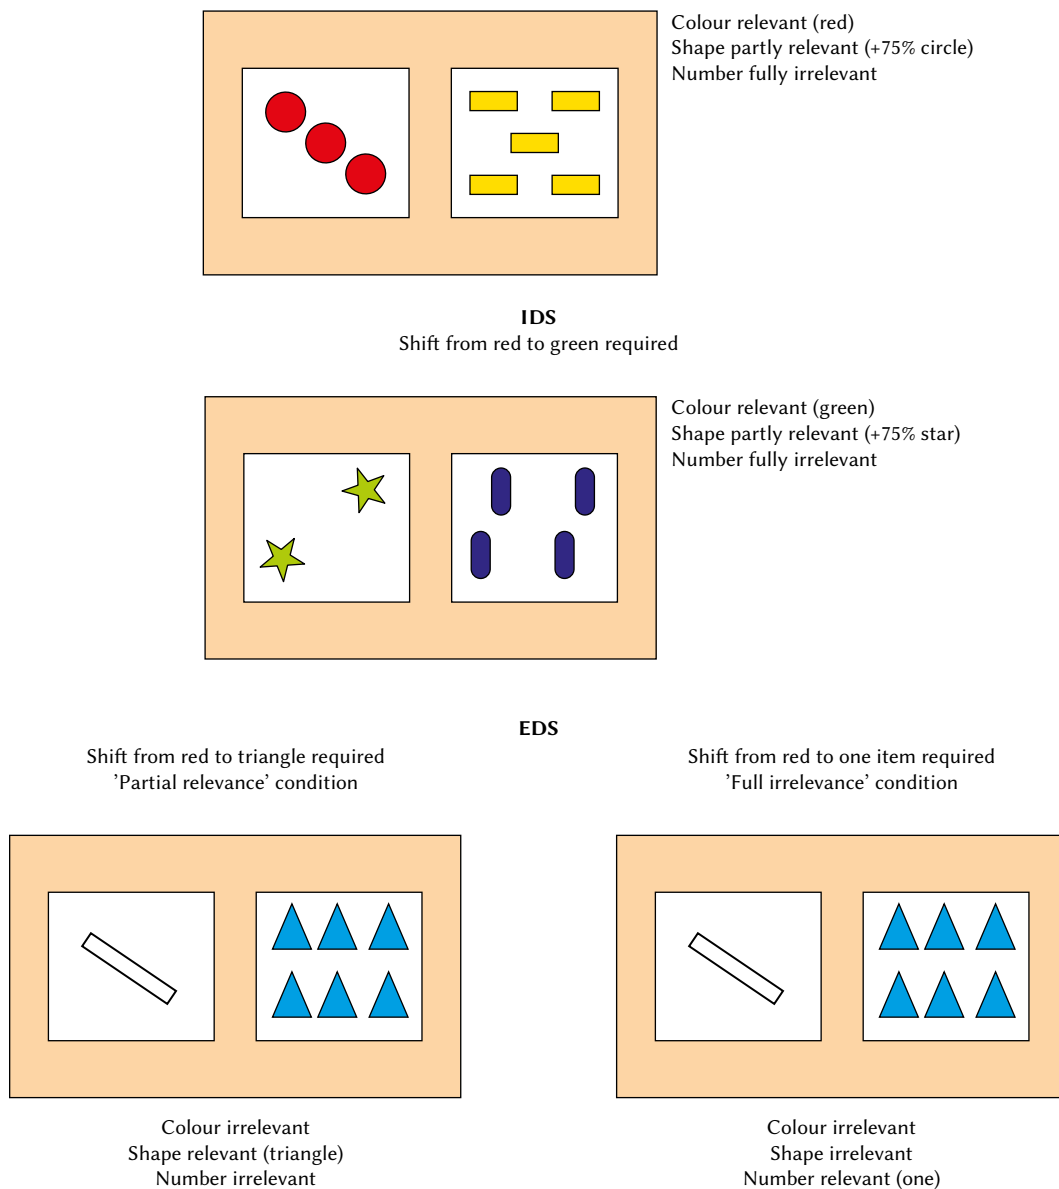 Colour relevant (red)
Shape partly relevant (+75% circle)
Number fully irrelevant
IDS
Shift from red to green required
Colour relevant (green)
Shape partly relevant (+75% star)
Number fully irrelevant
EDS
Shift from red to triangle required
’Partial relevance’ condition
Shift from red to one item required
’Full irrelevance’ condition
Colour irrelevant
Shape relevant (triangle)
Number irrelevant
Colour irrelevant
Shape irrelevant
Number relevant (one)